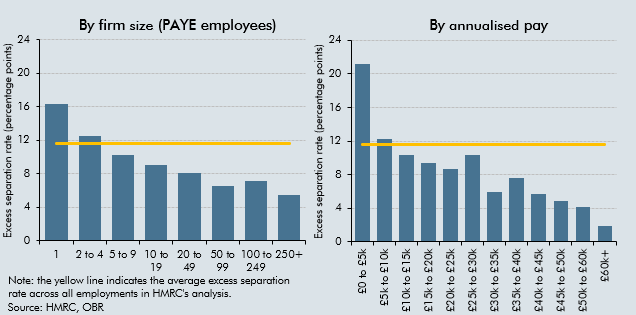 By firm size (PAYE employees)
Excess separation rate (percentage points)
24
20
16
12
8
4
0
1
2 to 4
5 to 9
10 to
19
20 to
49
50 to
99
100 to
249
250+
By annualised pay
Excess separation rate (percentage points)
24
20
16
12
8
4
0
£0 to £5k
£5k to £10k
£10k to £15k
£15k to £20k
£20k to £25k
£25k to £30k
£30k to £35k
£35k to £40k
£40k to £45k
£45k to £50k
£50k to £60k
£60k+
Note: the yellow line indicates the average excess separation
rate across all employments in HMRC's analysis.
Source: HMRC, OBR